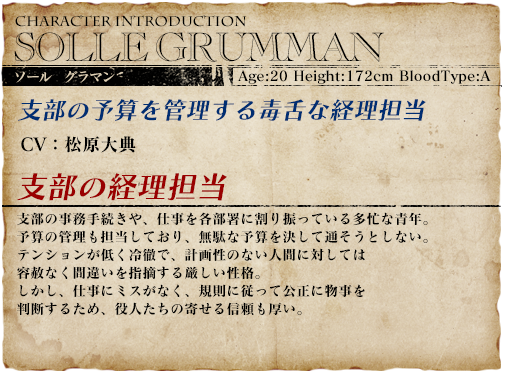 CHARACTER INTRODUCTION
SOLLE GRUMMAN
ソール グラマン
Age:20 Height:172cm BloodType:A
支部の予算を管理する毒舌な経理担当
CV：松原大典
支部の経理担当
支部の事務手続きや、仕事を各部署に割り振っている多忙な青年。
予算の管理も担当しており、無駄な予算を決して通そうとしない。
テンションが低く冷徹で、計画性のない人間に対しては
容赦なく間違いを指摘する厳しい性格。
しかし、仕事にミスがなく、規則に従って公正に物事を
判断するため、役人たちの寄せる信頼も厚い。